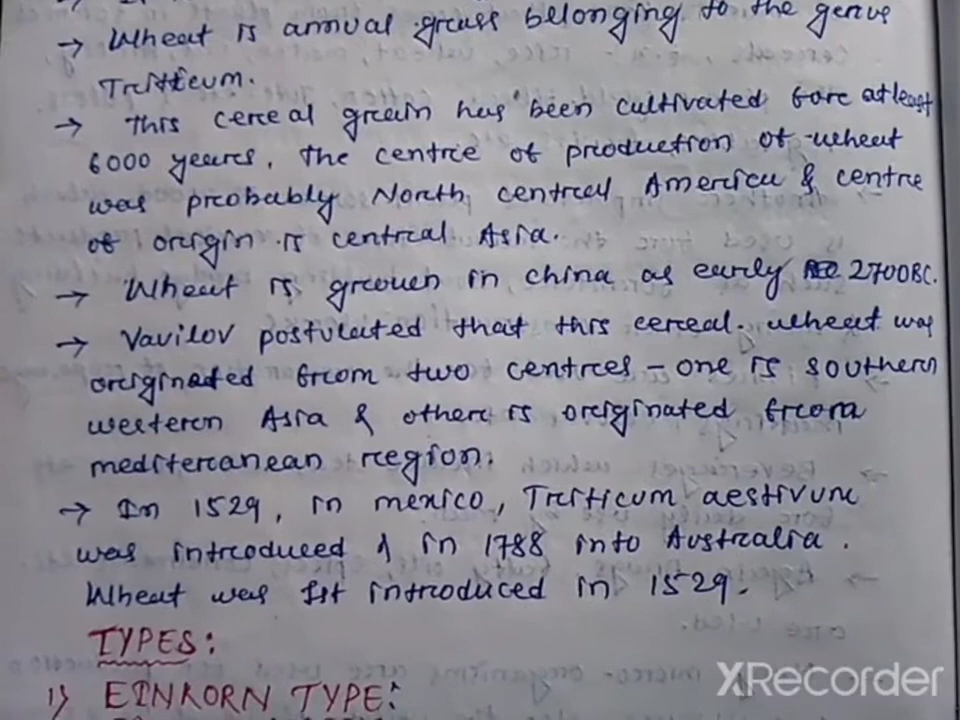 → Wheat is annual grass belonging to the genus
Triticum.
→ This cereal grain has been cultivated for atleast
6000 years. The centre of production of wheat
was probably North central America & centre
of origin is central Asia.
→ Wheat is grown in china as early 2700BC.
→ Vavilov postulated that this cereal. wheat was
originated from two centres - one is southern
western Asia & other is originated from
mediteranean region.
→ In 1529, in mexico, Triticum aestivum
was introduced & in 1788 into Australia.
Wheat was Ist introduced in 1529.
TYPES:
1) EINKORN TYPE:
XRecorder